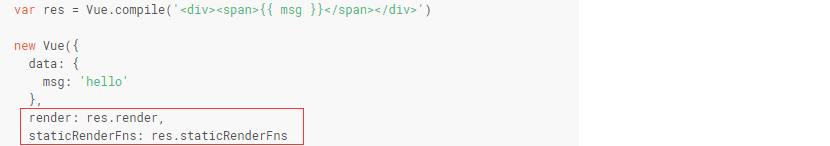 var res = Vue.compile('<div><span>{{ msg }}</span></div>')
new Vue({
data: {
msg: 'hello'
},
render: res.render,
staticRenderFns: res.staticRenderFns